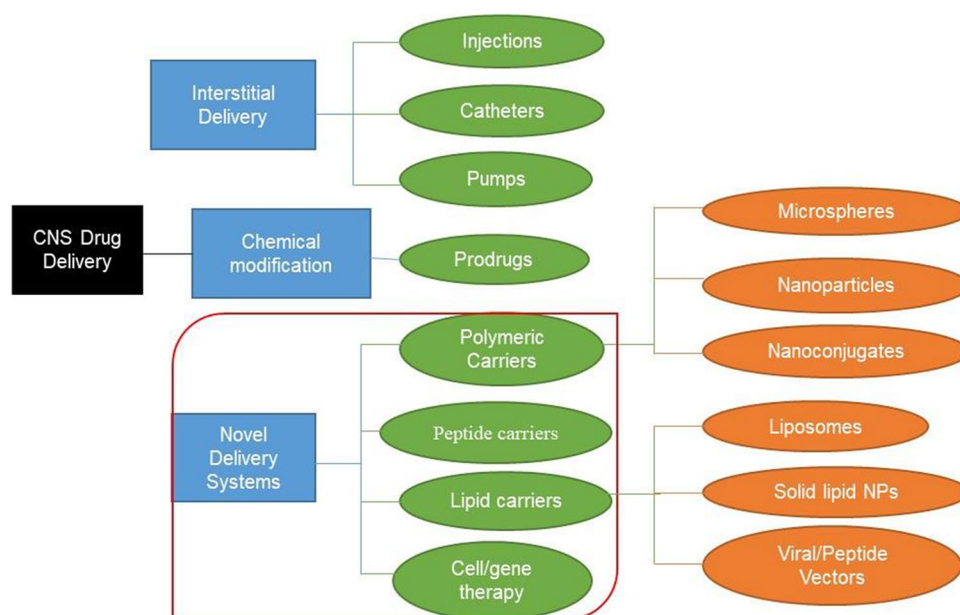 Injections
Interstitial
Delivery
Catheters
Pumps
Microspheres
CNS Drug
Delivery
Chemical
modification
Prodrugs
Nanoparticles
Polymeric
Carriers
Nanoconjugates
Novel
Delivery
Systems
Peptide carriers
Liposomes
Lipid carriers
Solid lipid NPs
Cell/gene
therapy
Viral/Peptide
Vectors